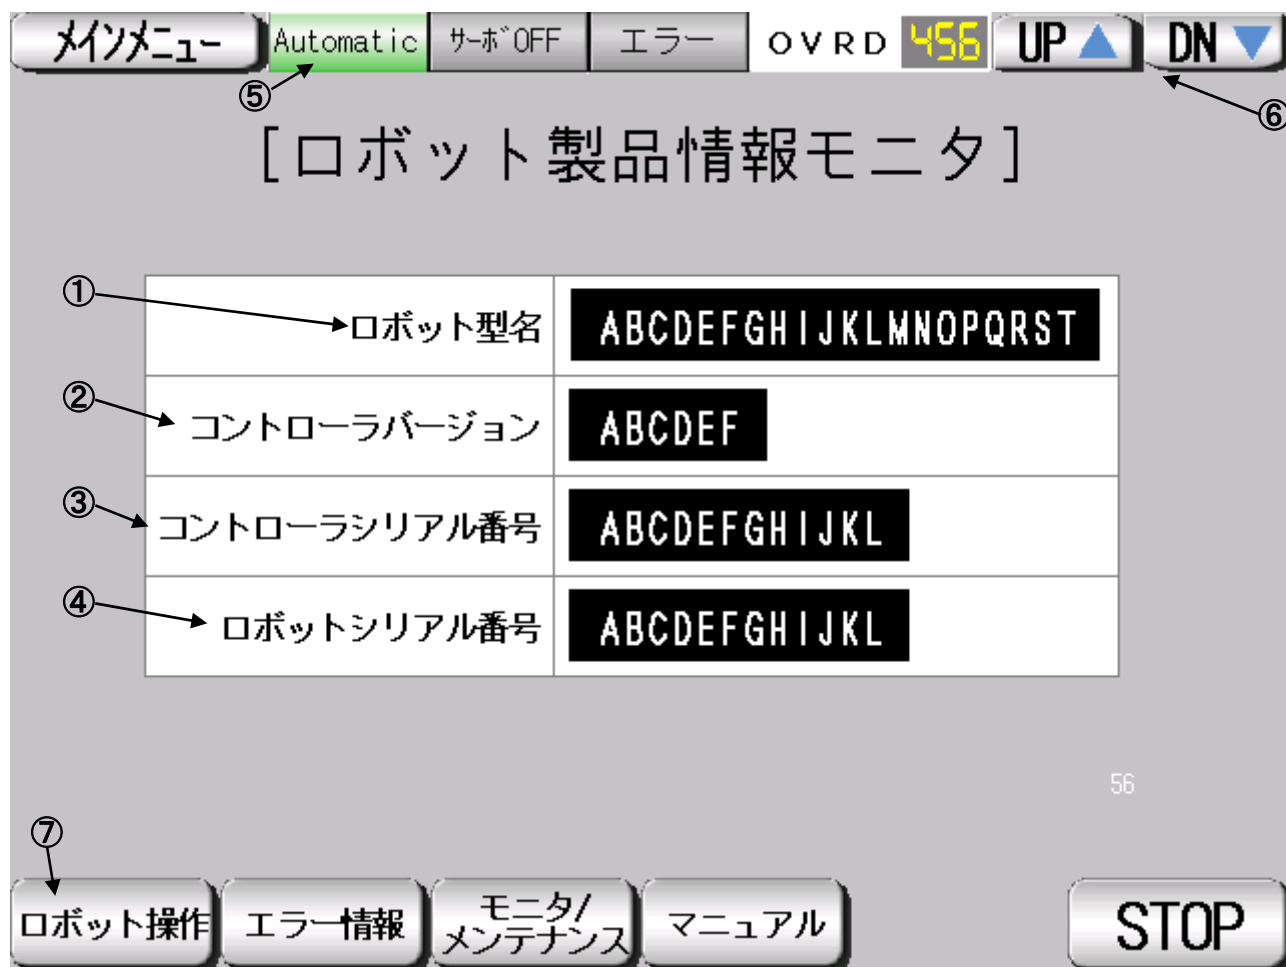 メインメニュー Automatic サーボOFF エラー OVRD 456 UP DN
⑤ ⑥
[ロボット製品情報モニタ]
① ロボット型名 ABCDEFGHIJKLMNOPQRST
② コントローラバージョン ABCDEF
③ コントローラシリアル番号 ABCDEFGHIJKL
④ ロボットシリアル番号 ABCDEFGHIJKL
56
⑦
ロボット操作 エラー情報 モニタ/ マニュアル STOP
メンテナンス